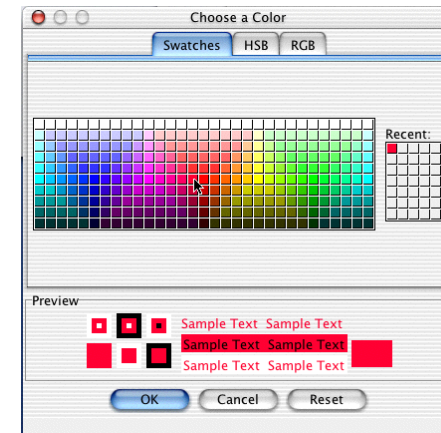 Choose a Color
Swatches HSB RGB
Recent:
Preview
Sample Text Sample Text
Sample Text Sample Text
Sample Text Sample Text
OK Cancel Reset